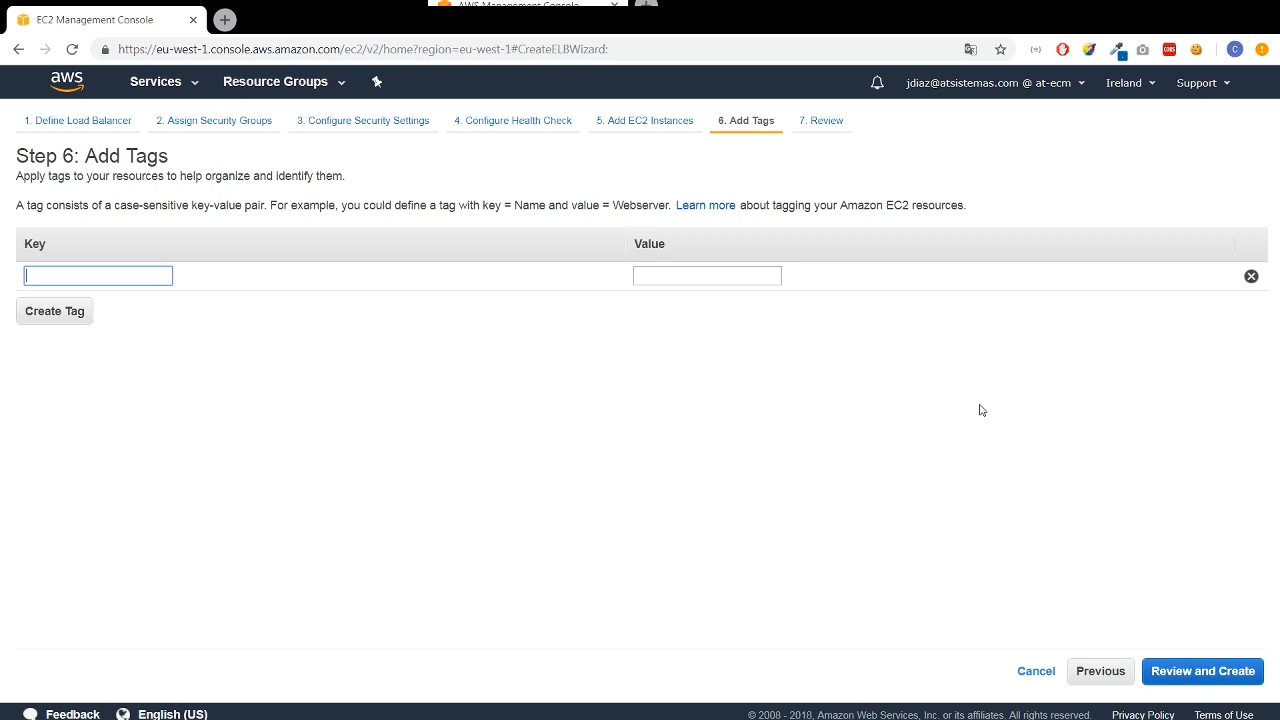 EC2 Management Console
AWS Management Console
https://eu-west-1.console.aws.amazon.com/ec2/v2/home?region=eu-west-1#CreateELBWizard:
CORS
C
aws
Services
Resource Groups
jdiaz@atsistemas.com @ at-ecm
Ireland
Support
1. Define Load Balancer
2. Assign Security Groups
3. Configure Security Settings
4. Configure Health Check
5. Add EC2 Instances
6. Add Tags
7. Review
Step 6: Add Tags
Apply tags to your resources to help organize and identify them.
A tag consists of a case-sensitive key-value pair. For example, you could define a tag with key = Name and value = Webserver. Learn more about tagging your Amazon EC2 resources.
Key
Value
Create Tag
Cancel
Previous
Review and Create
Feedback
English (US)
© 2008 - 2018, Amazon Web Services, Inc. or its affiliates. All rights reserved.
Privacy Policy
Terms of Use